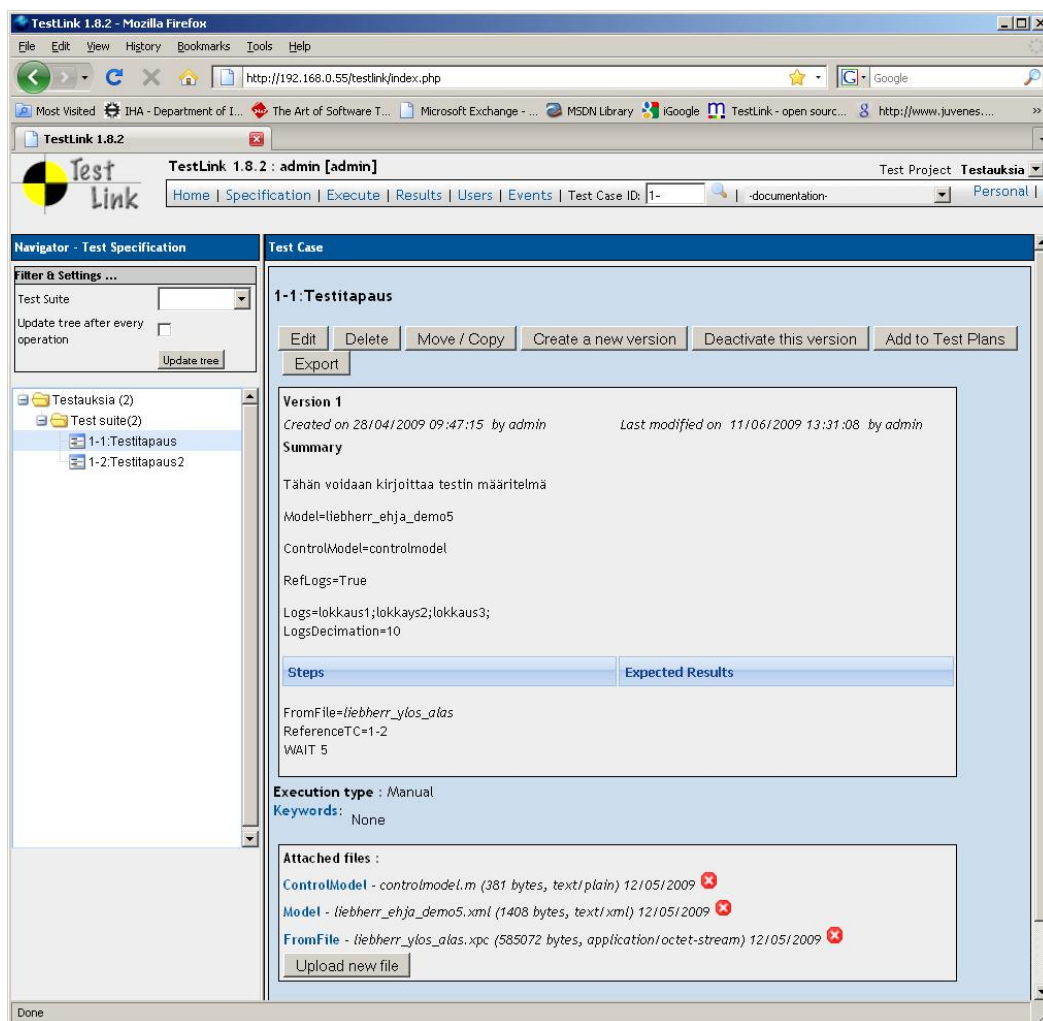 TestLink 1.8.2 - Mozilla Firefox
File Edit View History Bookmarks Tools Help
http://192.168.0.55/testlink/index.php
G Google
Most Visited IHA - Department of I... The Art of Software T... Microsoft Exchange - ... MSDN Library iGoogle TestLink - open sourc... http://www.juvenes.... »
TestLink 1.8.2
Test Link
TestLink 1.8.2 : admin [admin]
Test Project Testauksia
Home | Specification | Execute | Results | Users | Events | Test Case ID: 1- | -documentation- Personal |
Navigator - Test Specification
Filter & Settings ...
Test Suite
Update tree after every operation
Update tree
Testauksia (2)
Test suite(2)
1-1:Testitapaus
1-2:Testitapaus2
Test Case
1-1:Testitapaus
Edit Delete Move / Copy Create a new version Deactivate this version Add to Test Plans
Export
Version 1
Created on 28/04/2009 09:47:15 by admin Last modified on 11/06/2009 13:31:08 by admin
Summary
Tähän voidaan kirjoittaa testin määritelmä
Model=liebherr_ehja_demo5
ControlModel=controlmodel
RefLogs=True
Logs=lokkaus1;lokkays2;lokkaus3;
LogsDecimation=10
Steps Expected Results
FromFile=liebherr_ylos_alas
ReferenceTC=1-2
WAIT 5
Execution type : Manual
Keywords: None
Attached files :
ControlModel - controlmodel.m (381 bytes, text/plain) 12/05/2009
Model - liebherr_ehja_demo5.xml (1408 bytes, text/xml) 12/05/2009
FromFile - liebherr_ylos_alas.xpc (585072 bytes, application/octet-stream) 12/05/2009
Upload new file
Done